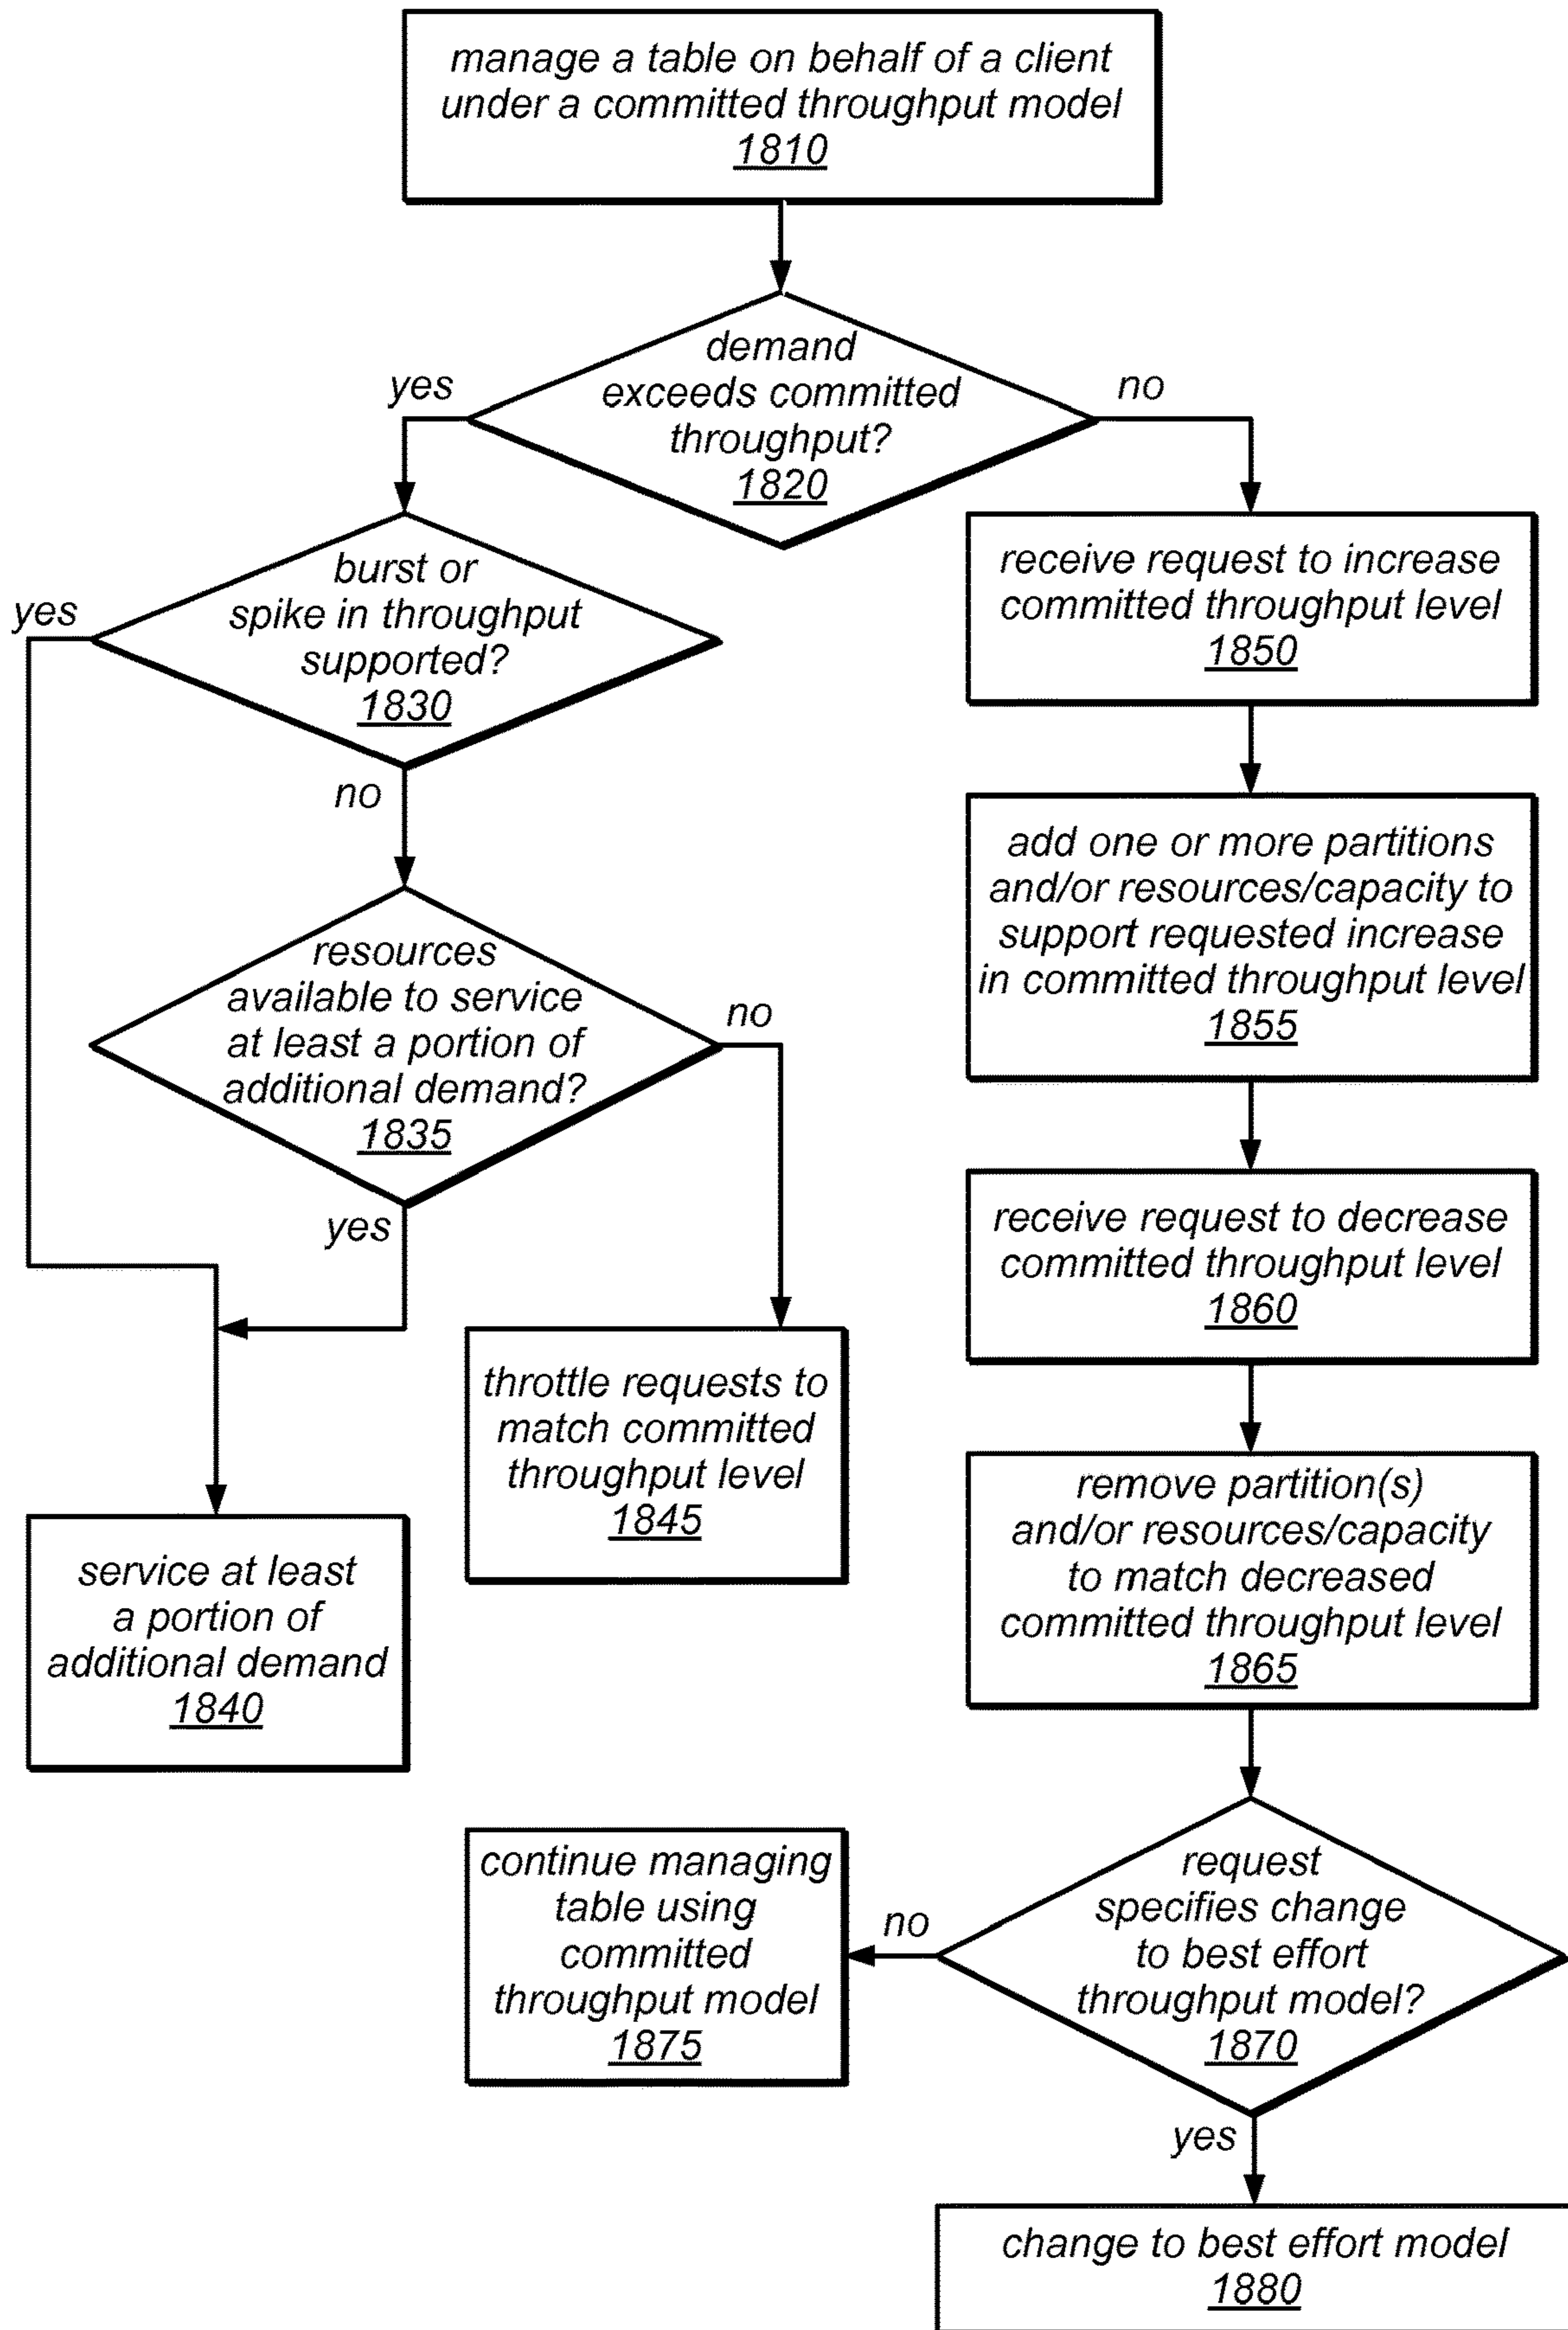 manage a table on behalf of a client
under a committed throughput model
1810
demand
exceeds committed
throughput?
1820
yes
no
burst or
spike in throughput
supported?
1830
yes
no
resources
available to service
at least a portion of
additional demand?
1835
no
yes
throttle requests to
match committed
throughput level
1845
service at least
a portion of
additional demand
1840
receive request to increase
committed throughput level
1850
add one or more partitions
and/or resources/capacity to
support requested increase
in committed throughput level
1855
receive request to decrease
committed throughput level
1860
remove partition(s)
and/or resources/capacity
to match decreased
committed throughput level
1865
request
specifies change
to best effort
throughput model?
1870
no
continue managing
table using
committed
throughput model
1875
yes
change to best effort model
1880